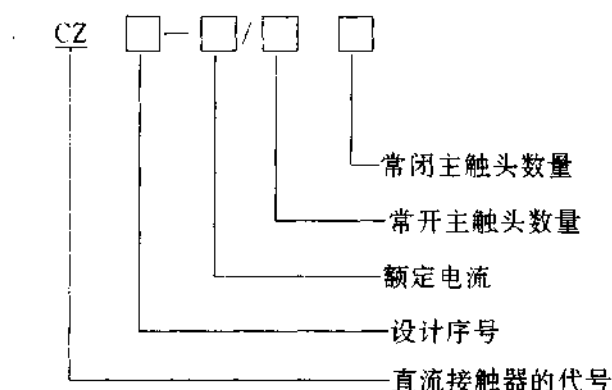 CZ □-□/□ □
常闭主触头数量
常开主触头数量
额定电流
设计序号
直流接触器的代号